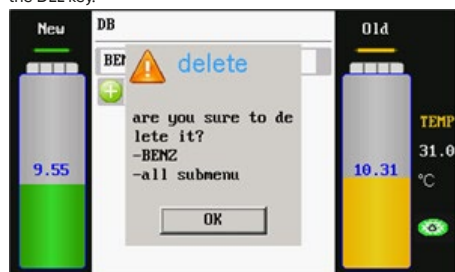 the DEL key.
New
DB
Old
BEN
delete
are you sure to de
lete it?
-BENZ
-all submenu
OK
9.55
10.31
TEMP
31.0
°C